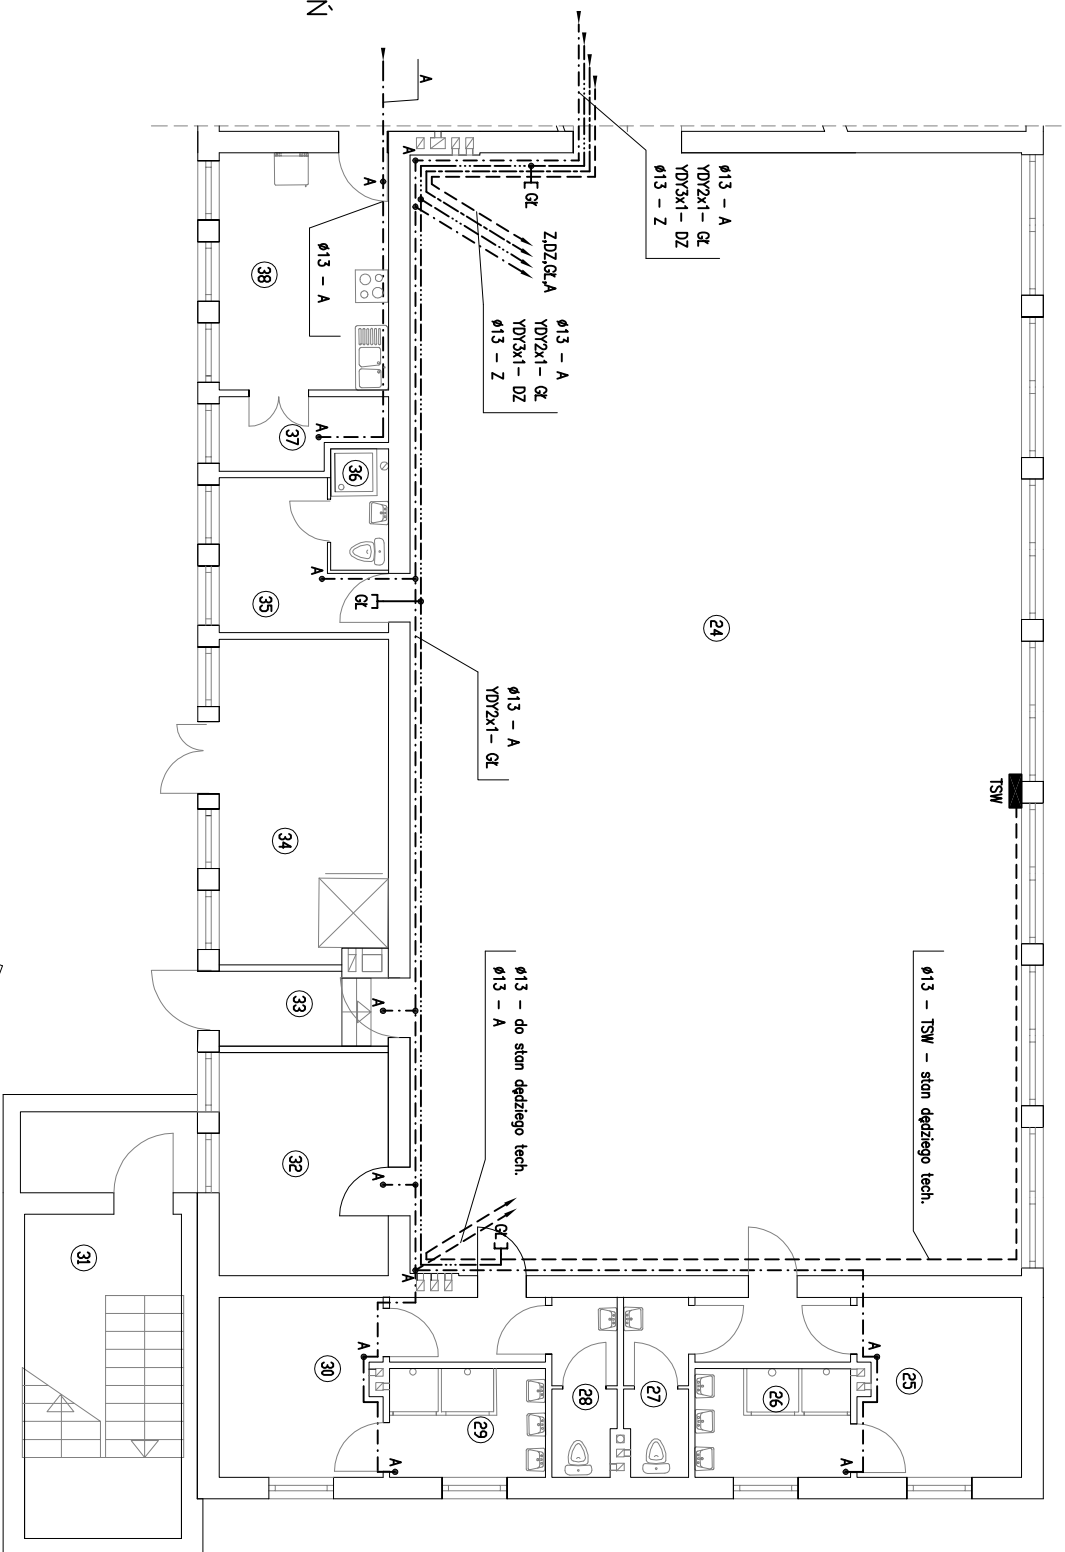 Ń
A
ø13 - A
YDY2x1- GŁ
YDY3x1- DZ
ø13 - Z
A
A
GŁ
Z,DZ,GŁ,A
ø13 - A
38
ø13 - A
YDY2x1- GŁ
YDY3x1- DZ
ø13 - Z
A
37
36
A
35
GŁ
24
ø13 - A
YDY2x1- GŁ
TSW
34
ø13 - TSW - stan dędziego tech.
ø13 - do stan dędziego tech.
ø13 - A
33
A
32
A
31
GŁ
A
30
A
A
25
29
28
27
26
A
A